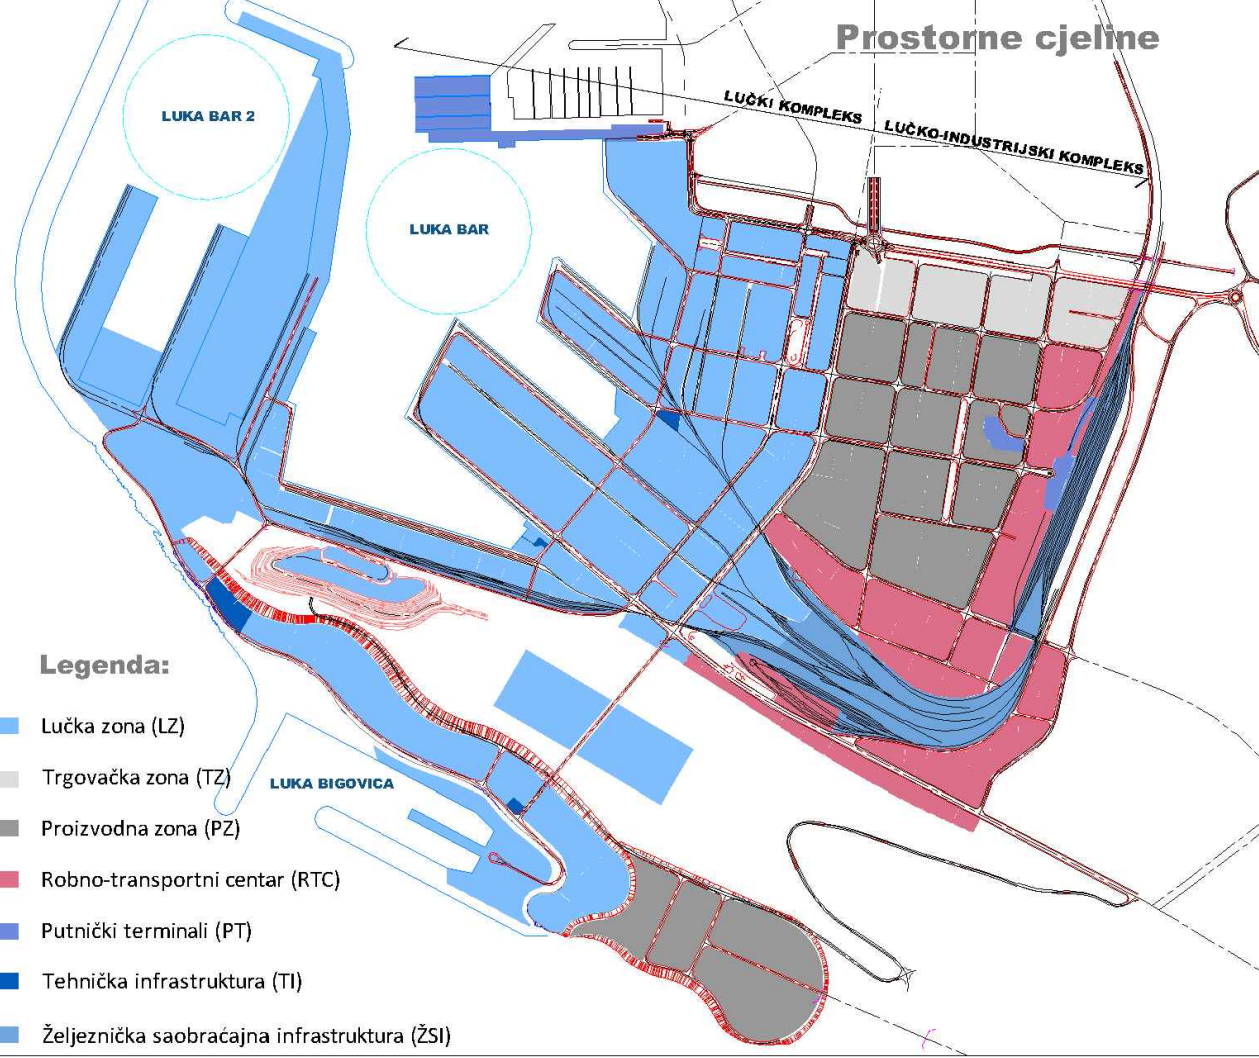 Prostorne cjeline
LUČKI KOMPLEKS
LUČKO-INDUSTRIJSKI KOMPLEKS
LUKA BAR 2
LUKA BAR
Legenda:
Lučka zona (LZ)
Trgovačka zona (TZ)
LUKA BIGOVICA
Proizvodna zona (PZ)
Robno-transportni centar (RTC)
Putnički terminali (PT)
Tehnička infrastruktura (TI)
Željeznička saobraćajna infrastruktura (ŽSI)